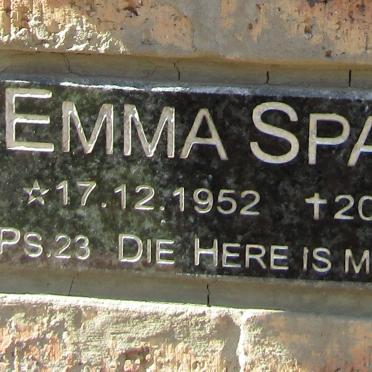 EMMA SPA
☆17.12.1952 †20
PS.23 DIE HERE IS M